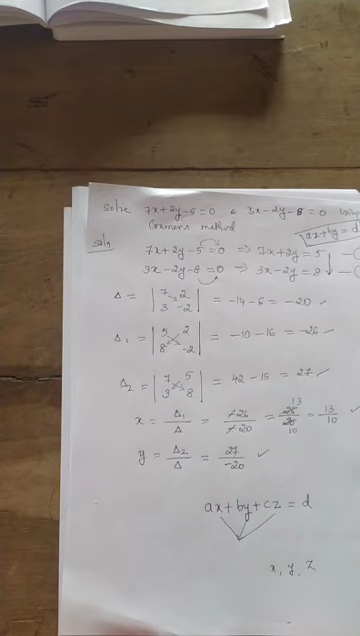 Solve 7x+2y-5=0 & 3x-2y-8=0 using
Cramer's method
ax+by=d
Solⁿ
7x+2y-5=0 ⇒ 7x+2y=5
3x-2y-8=0 ⇒ 3x-2y=8
Δ = |7 2; 3 -2| = -14-6 = -20 ✓
Δ₁ = |5 2; 8 -2| = -10-16 = -26 ✓
Δ₂ = |7 5; 3 8| = 42-15 = 27 ✓
x = Δ₁/Δ = -26/-20 = 26/20 = 13/10 ✓
y = Δ₂/Δ = 27/-20 ✓
ax+by+cz = d
x, y, z